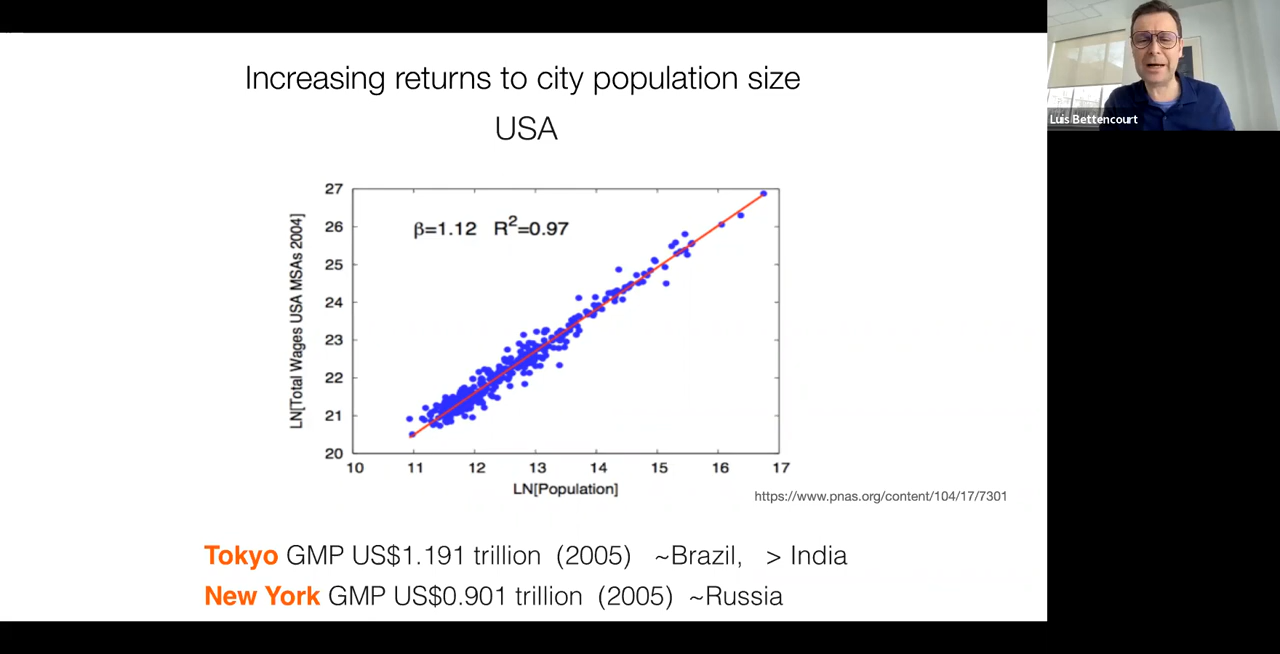 Increasing returns to city population size
USA
Luis Bettencourt
β=1.12 R²=0.97
LN[Total Wages USA MSAs 2004]
27
26
25
24
23
22
21
20
10 11 12 13 14 15 16 17
LN[Population]
https://www.pnas.org/content/104/17/7301
Tokyo GMP US$1.191 trillion (2005) ~Brazil, > India
New York GMP US$0.901 trillion (2005) ~Russia